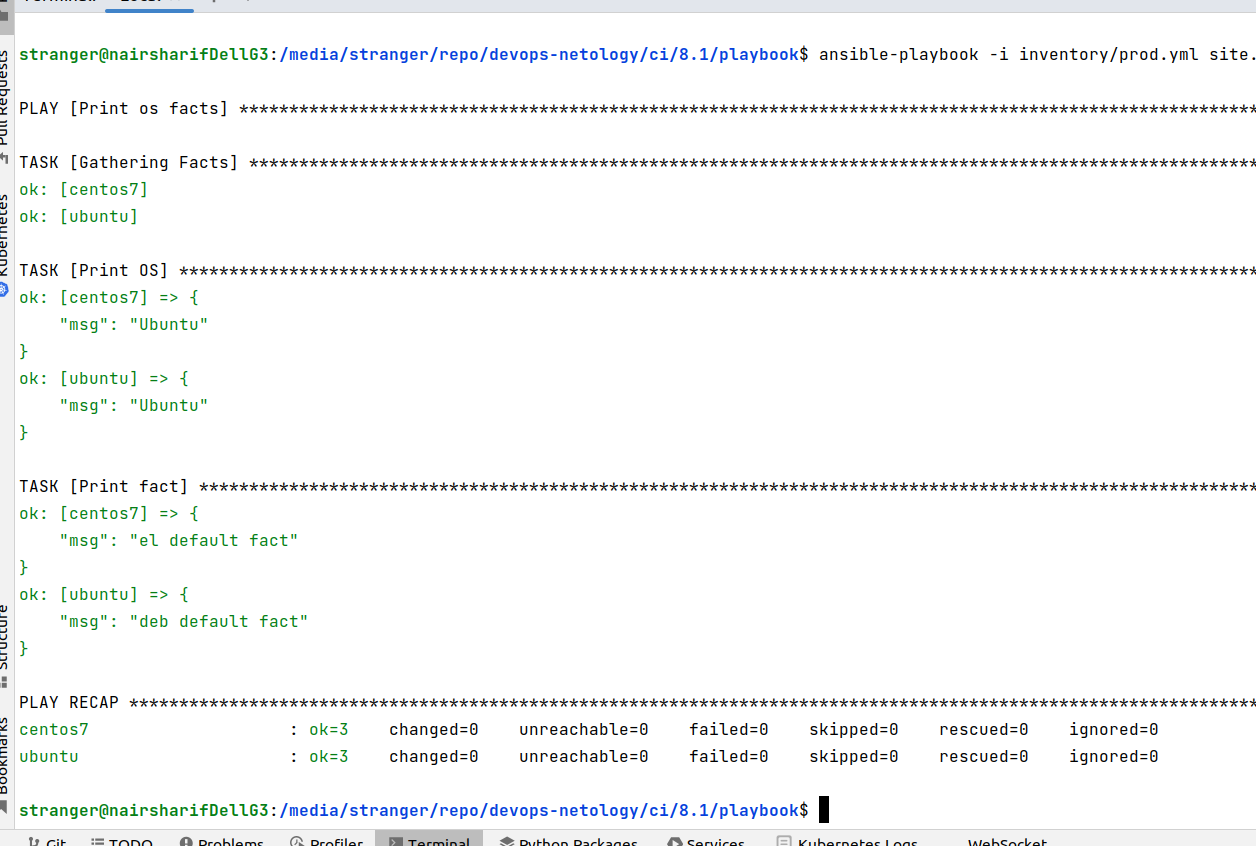 stranger@nairsharifDellG3:/media/stranger/repo/devops-netology/ci/8.1/playbook$ ansible-playbook -i inventory/prod.yml site.
PLAY [Print os facts] *******************************************************************************************************
TASK [Gathering Facts] ******************************************************************************************************
ok: [centos7]
ok: [ubuntu]
TASK [Print OS] *************************************************************************************************************
ok: [centos7] => {
    "msg": "Ubuntu"
}
ok: [ubuntu] => {
    "msg": "Ubuntu"
}
TASK [Print fact] ***********************************************************************************************************
ok: [centos7] => {
    "msg": "el default fact"
}
ok: [ubuntu] => {
    "msg": "deb default fact"
}
PLAY RECAP ******************************************************************************************************************
centos7                    : ok=3    changed=0    unreachable=0    failed=0    skipped=0    rescued=0    ignored=0
ubuntu                     : ok=3    changed=0    unreachable=0    failed=0    skipped=0    rescued=0    ignored=0
stranger@nairsharifDellG3:/media/stranger/repo/devops-netology/ci/8.1/playbook$
Pull Requests
Kubernetes
Structure
Bookmarks
Git TODO Problems Profiler Terminal Python Packages Services Kubernetes Logs WebSocket